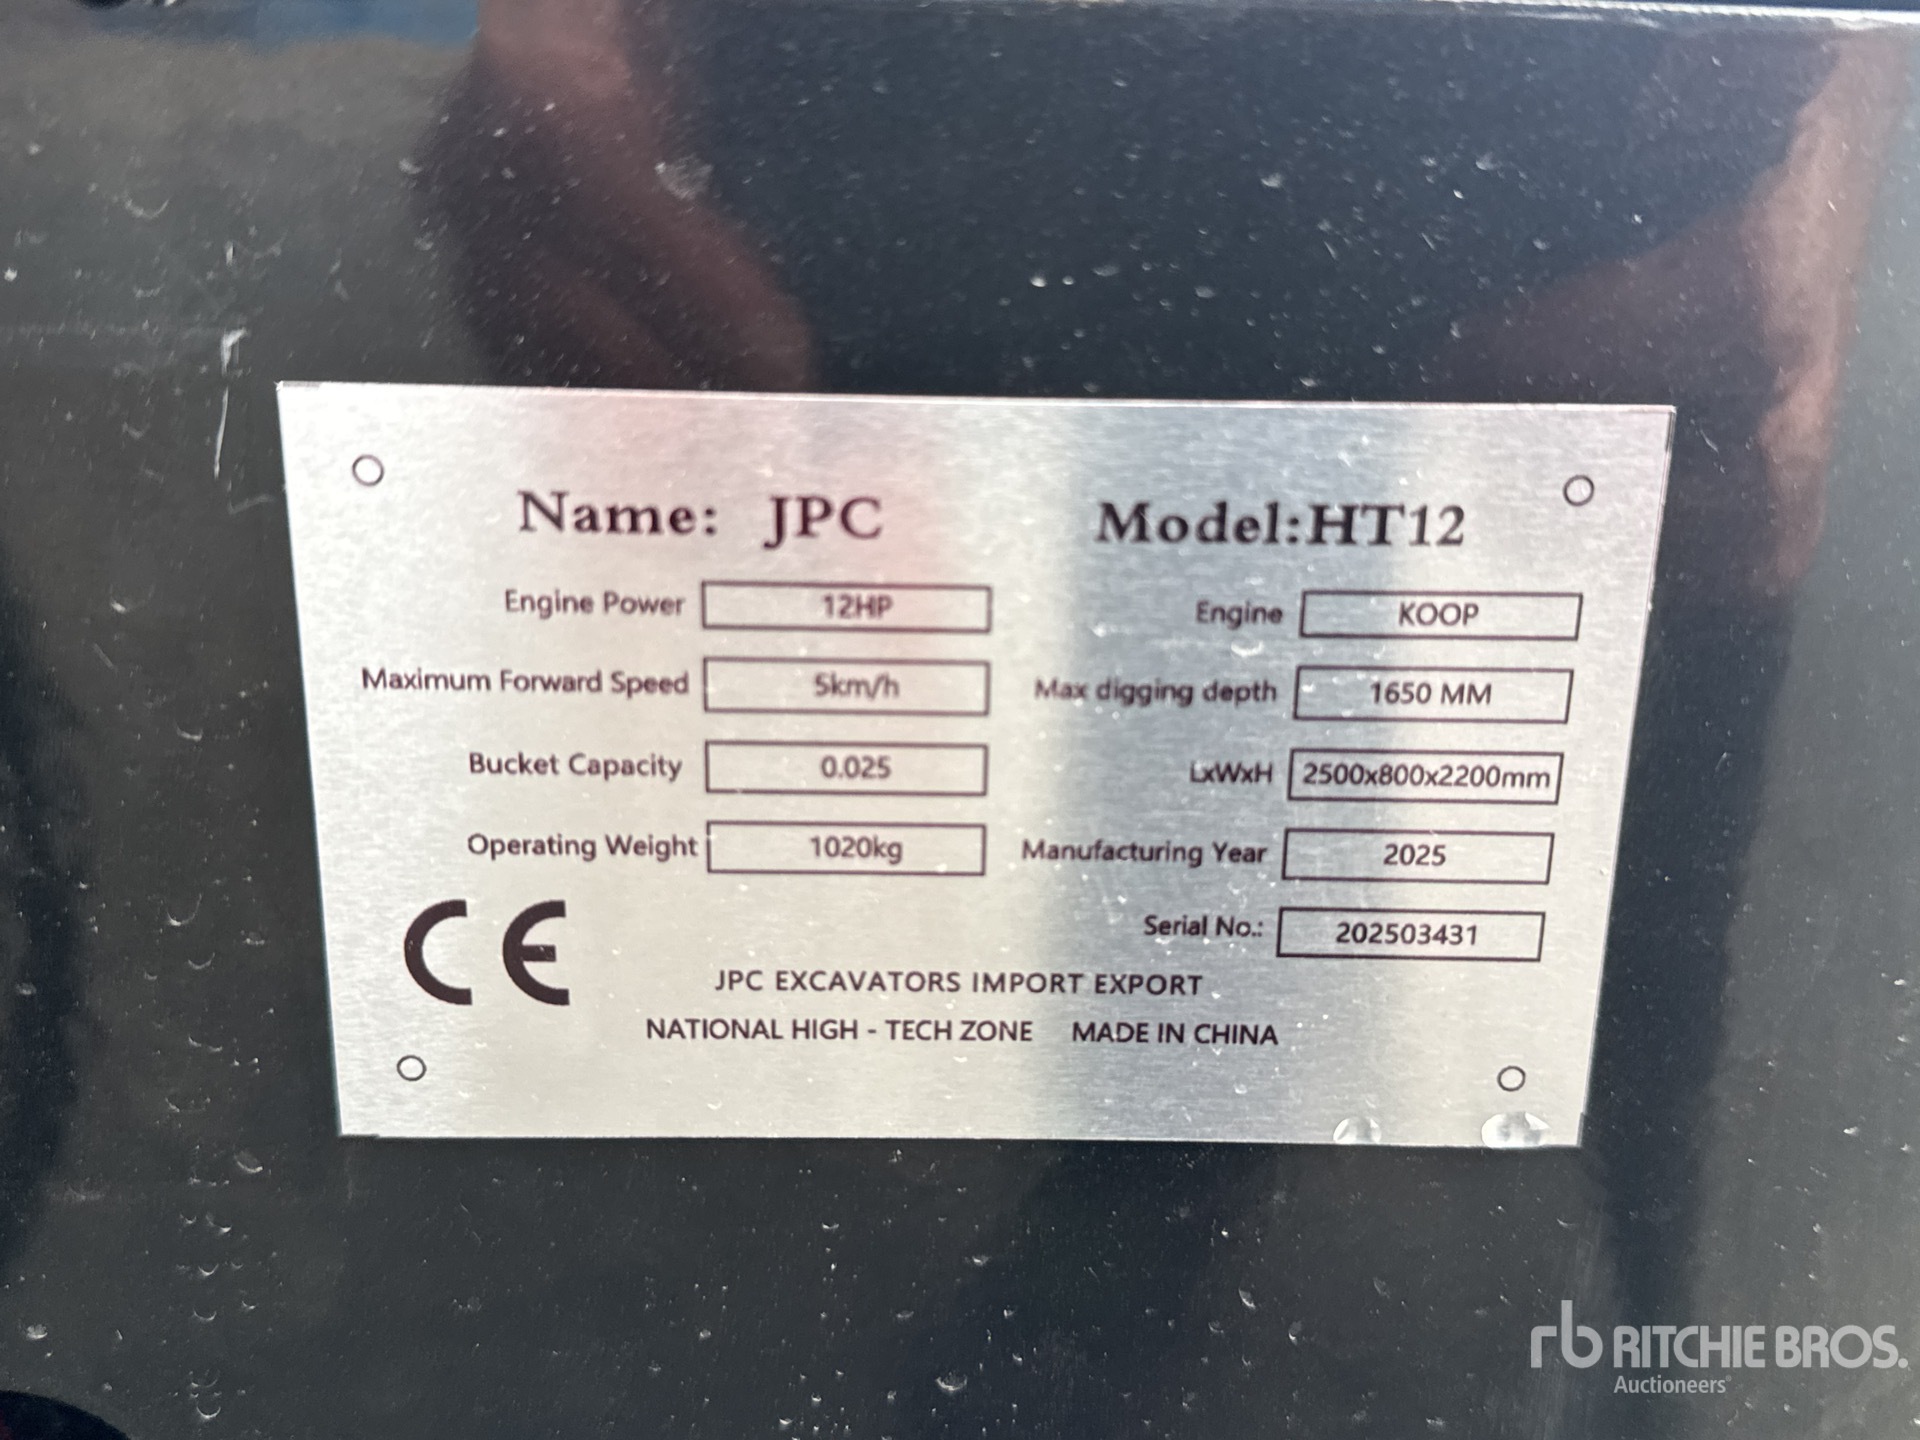 Name: JPC Model:HT12
Engine Power 12HP Engine KOOP
Maximum Forward Speed 5km/h Max digging depth 1650 MM
Bucket Capacity 0.025 LxWxH 2500x800x2200mm
Operating Weight 1020kg Manufacturing Year 2025
CE Serial No.: 202503431
JPC EXCAVATORS IMPORT EXPORT
NATIONAL HIGH - TECH ZONE MADE IN CHINA
rb RITCHIE BROS.
Auctioneers